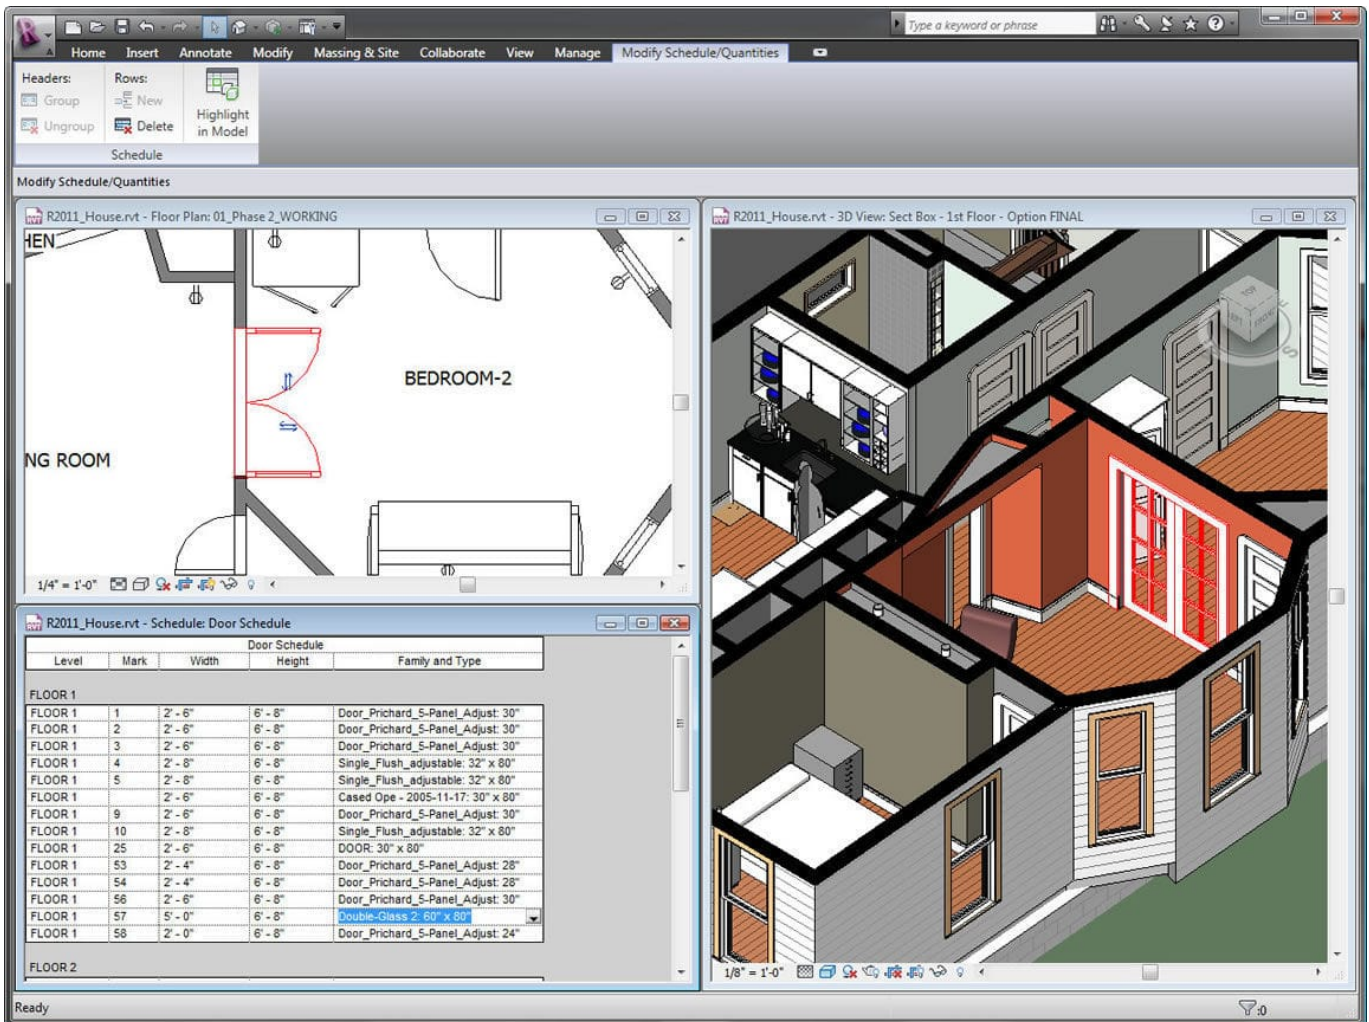 Type a keyword or phrase
Home Insert Annotate Modify Massing & Site Collaborate View Manage Modify Schedule/Quantities
Headers: Rows:
Group New
Ungroup Delete
Highlight
in Model
Schedule
Modify Schedule/Quantities
R2011_House.rvt - Floor Plan: 01_Phase 2_WORKING
HEN
BEDROOM-2
NG ROOM
1/4" = 1'-0"
R2011_House.rvt - 3D View: Sect Box - 1st Floor - Option FINAL
TOP
FRONT
S
1/8" = 1'-0"
R2011_House.rvt - Schedule: Door Schedule
Door Schedule
Level Mark Width Height Family and Type
FLOOR 1
FLOOR 1 1 2' - 6" 6' - 8" Door_Prichard_5-Panel_Adjust: 30"
FLOOR 1 2 2' - 6" 6' - 8" Door_Prichard_5-Panel_Adjust: 30"
FLOOR 1 3 2' - 6" 6' - 8" Door_Prichard_5-Panel_Adjust: 30"
FLOOR 1 4 2' - 8" 6' - 8" Single_Flush_adjustable: 32" x 80"
FLOOR 1 5 2' - 8" 6' - 8" Single_Flush_adjustable: 32" x 80"
FLOOR 1 2' - 6" 6' - 8" Cased Ope - 2005-11-17: 30" x 80"
FLOOR 1 9 2' - 6" 6' - 8" Door_Prichard_5-Panel_Adjust: 30"
FLOOR 1 10 2' - 8" 6' - 8" Single_Flush_adjustable: 32" x 80"
FLOOR 1 25 2' - 6" 6' - 8" DOOR: 30" x 80"
FLOOR 1 53 2' - 4" 6' - 8" Door_Prichard_5-Panel_Adjust: 28"
FLOOR 1 54 2' - 4" 6' - 8" Door_Prichard_5-Panel_Adjust: 28"
FLOOR 1 56 2' - 6" 6' - 8" Door_Prichard_5-Panel_Adjust: 30"
FLOOR 1 57 5' - 0" 6' - 8" Double-Glass 2: 60" x 80"
FLOOR 1 58 2' - 0" 6' - 8" Door_Prichard_5-Panel_Adjust: 24"
FLOOR 2
Ready
:0